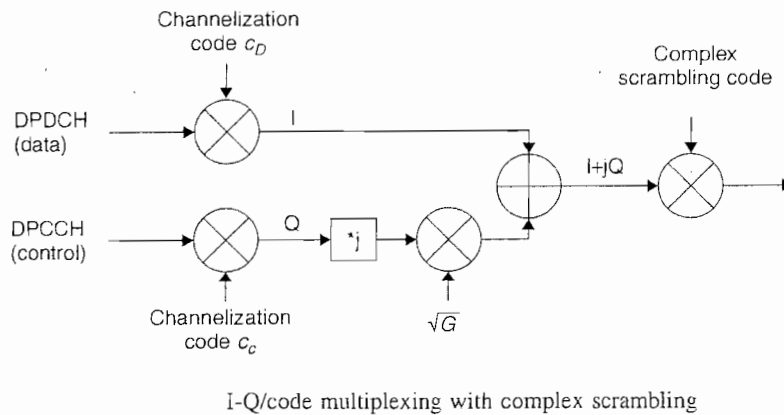 Channelization
code c_D
Complex
scrambling code
DPDCH
(data)
I
I+jQ
DPCCH
(control)
Q
*j
Channelization
code c_c
√G
I-Q/code multiplexing with complex scrambling